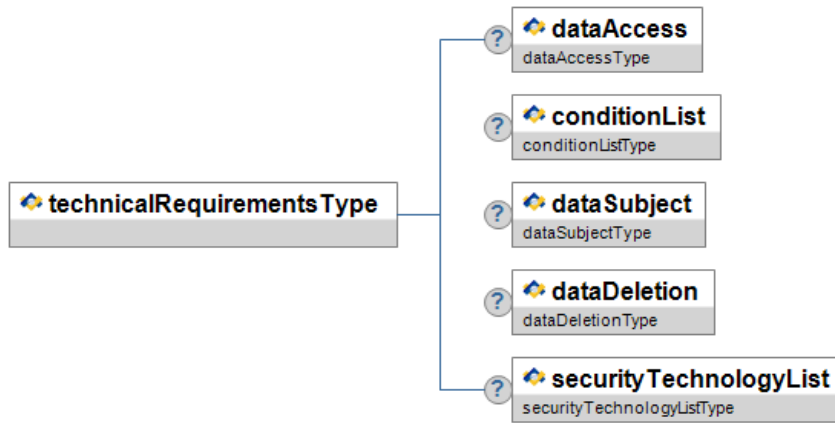 technicalRequirementsType
?
dataAccess
dataAccessType
?
conditionList
conditionListType
?
dataSubject
dataSubjectType
?
dataDeletion
dataDeletionType
?
securityTechnologyList
securityTechnologyListType